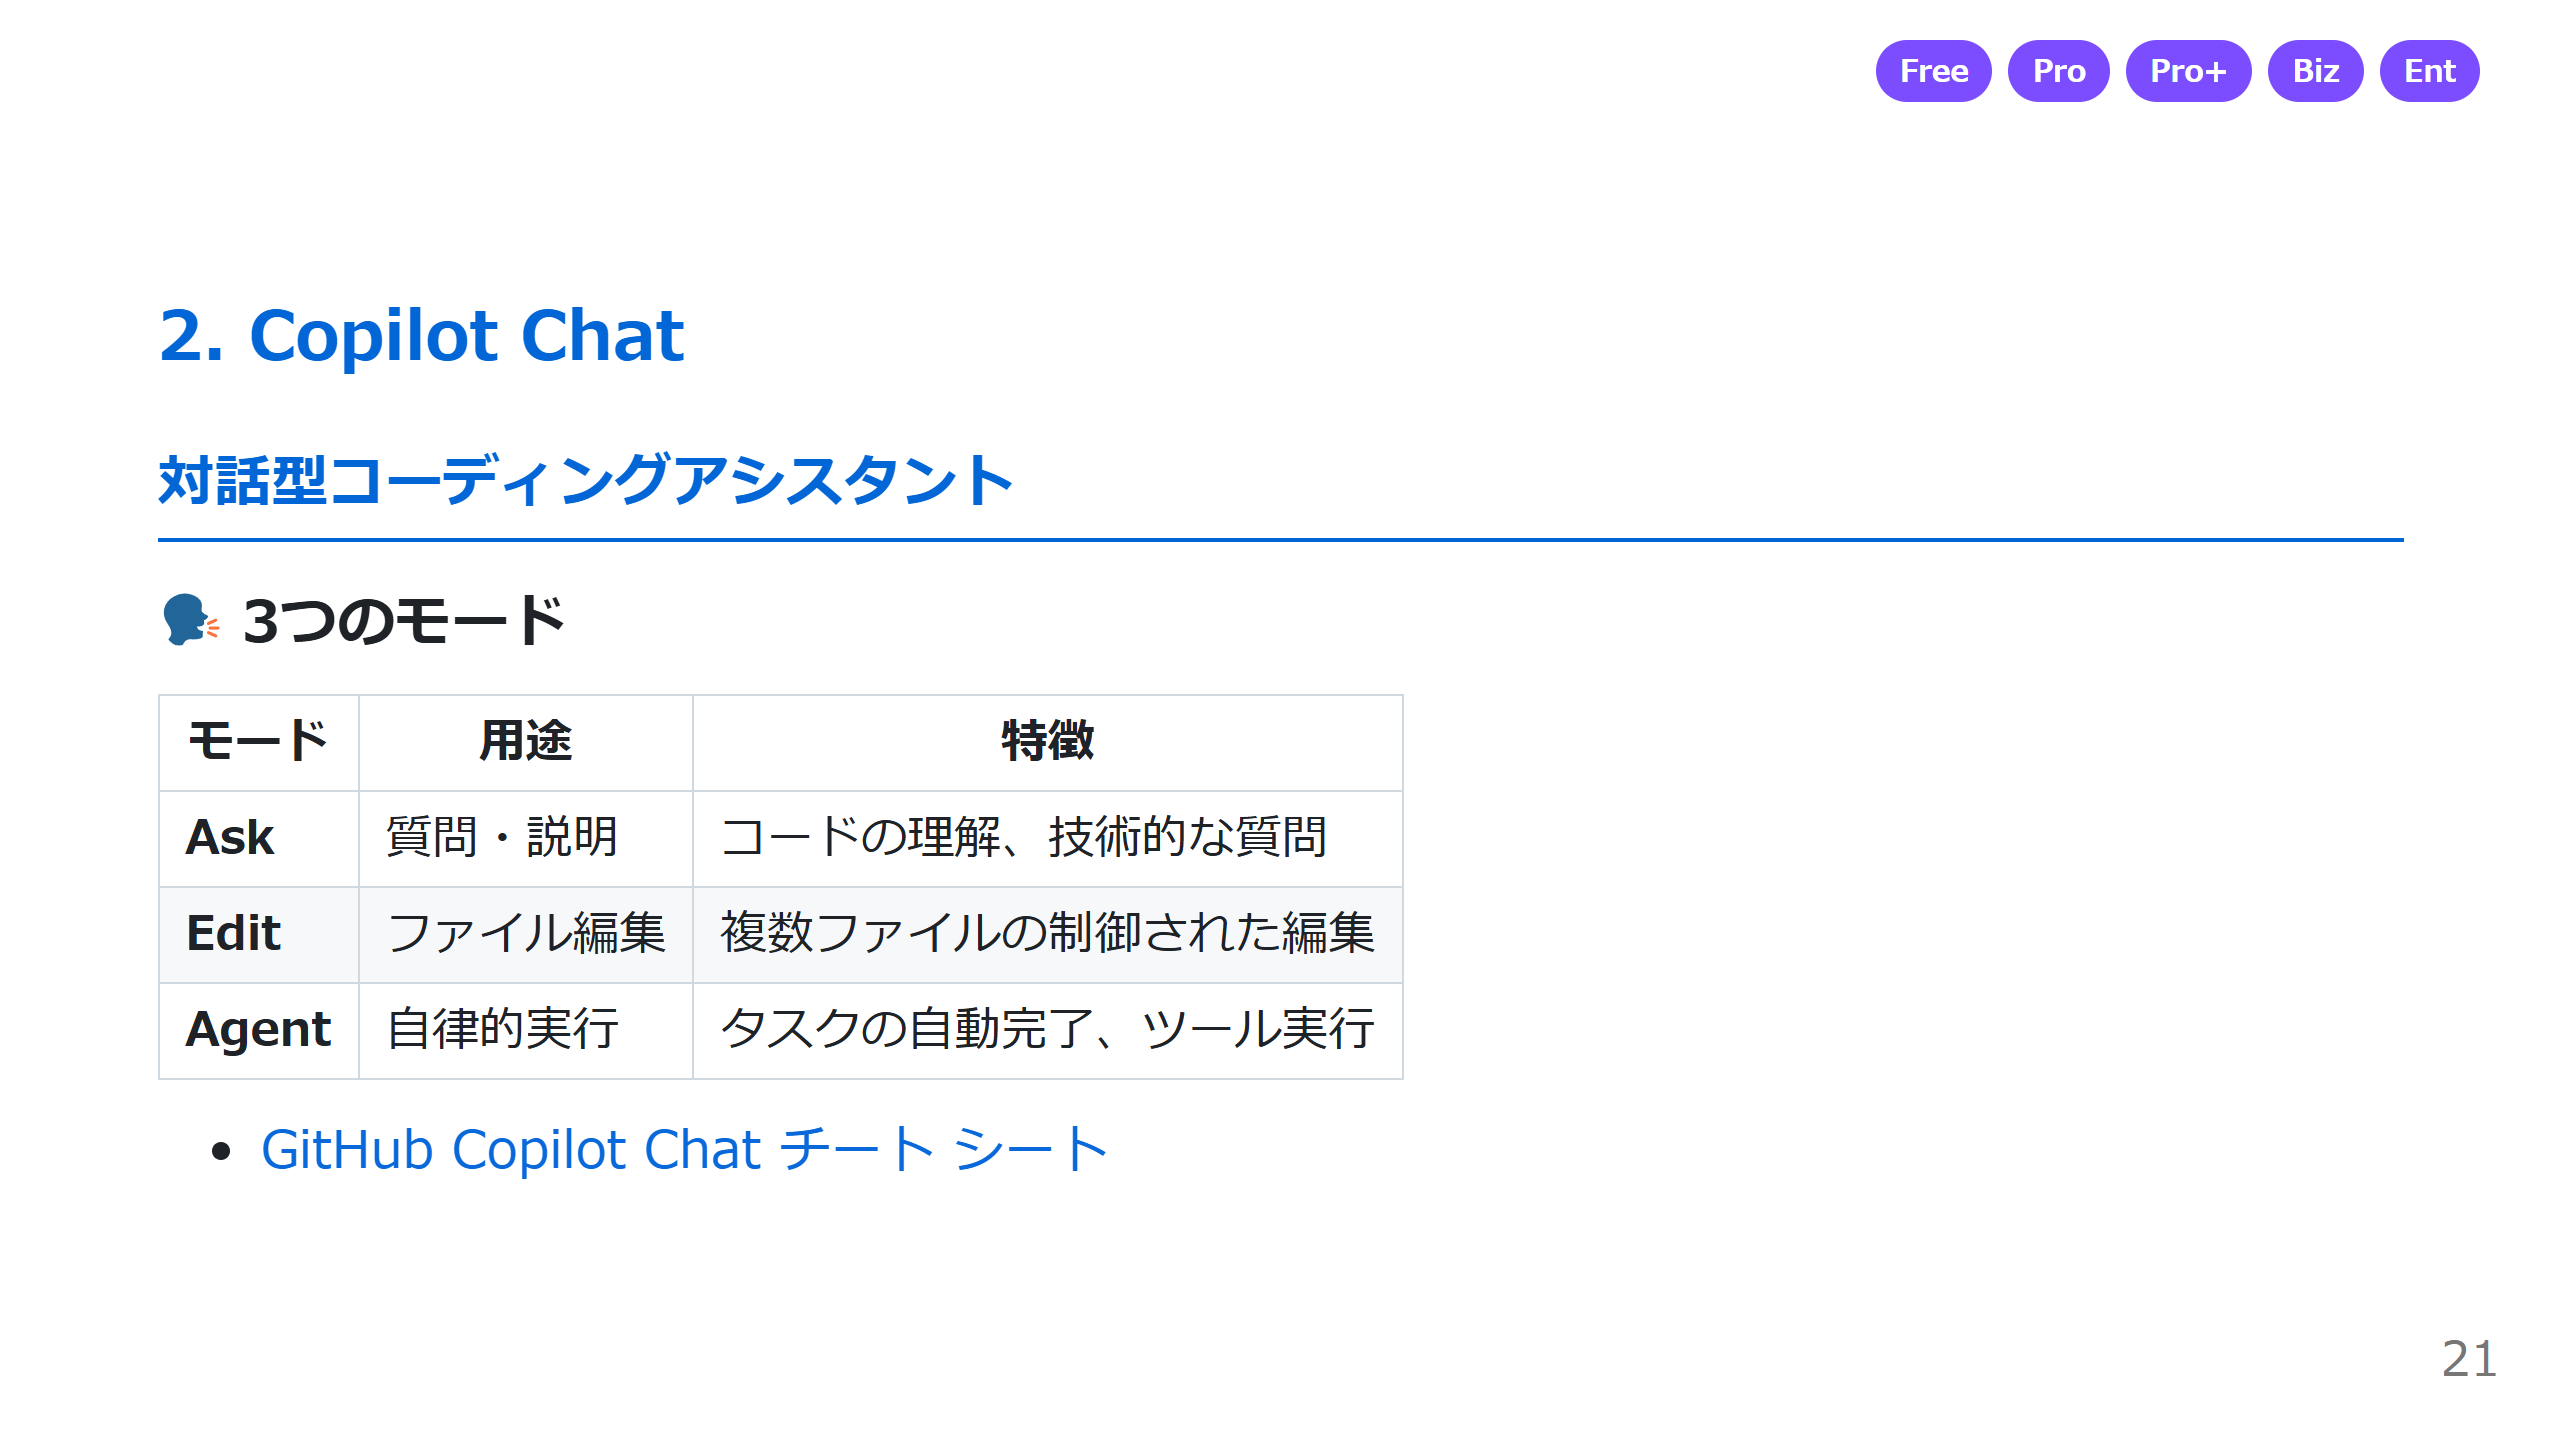 Free Pro Pro+ Biz Ent
2. Copilot Chat
対話型コーディングアシスタント
3つのモード
モード 用途 特徴
Ask 質問・説明 コードの理解、技術的な質問
Edit ファイル編集 複数ファイルの制御された編集
Agent 自律的実行 タスクの自動完了、ツール実行
• GitHub Copilot Chat チート シート
21